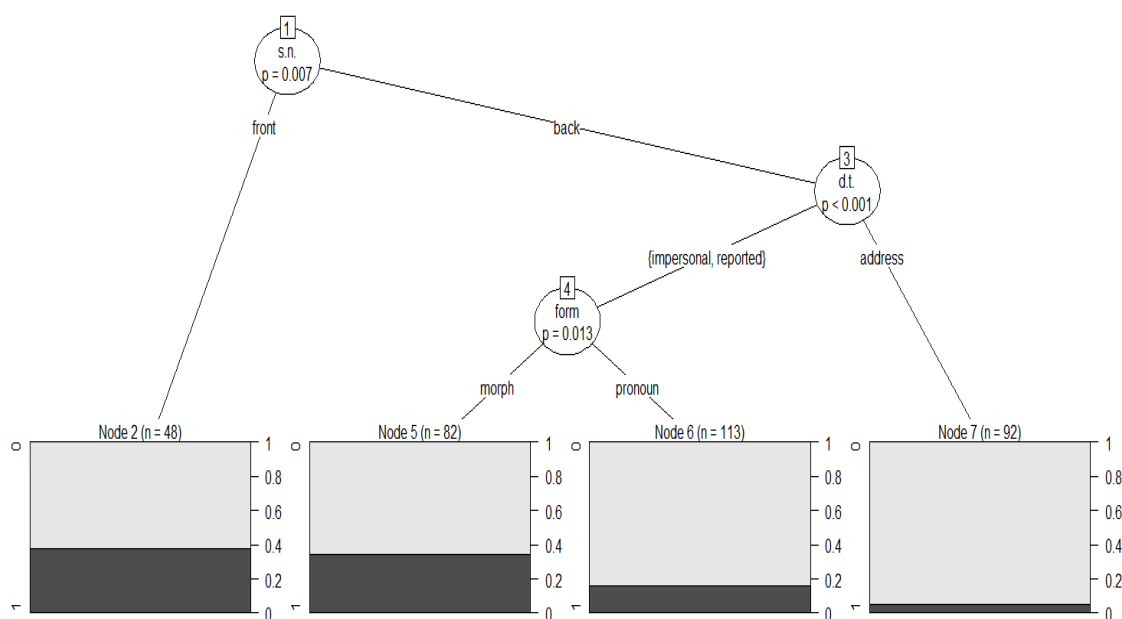 1
s.n.
p = 0.007
front
back
3
d.t.
p < 0.001
{impersonal, reported}
address
4
form
p = 0.013
morph
pronoun
Node 2 (n = 48)
0
1
1
0.8
0.6
0.4
0.2
0
Node 5 (n = 82)
0
1
1
0.8
0.6
0.4
0.2
0
Node 6 (n = 113)
0
1
1
0.8
0.6
0.4
0.2
0
Node 7 (n = 92)
0
1
1
0.8
0.6
0.4
0.2
0